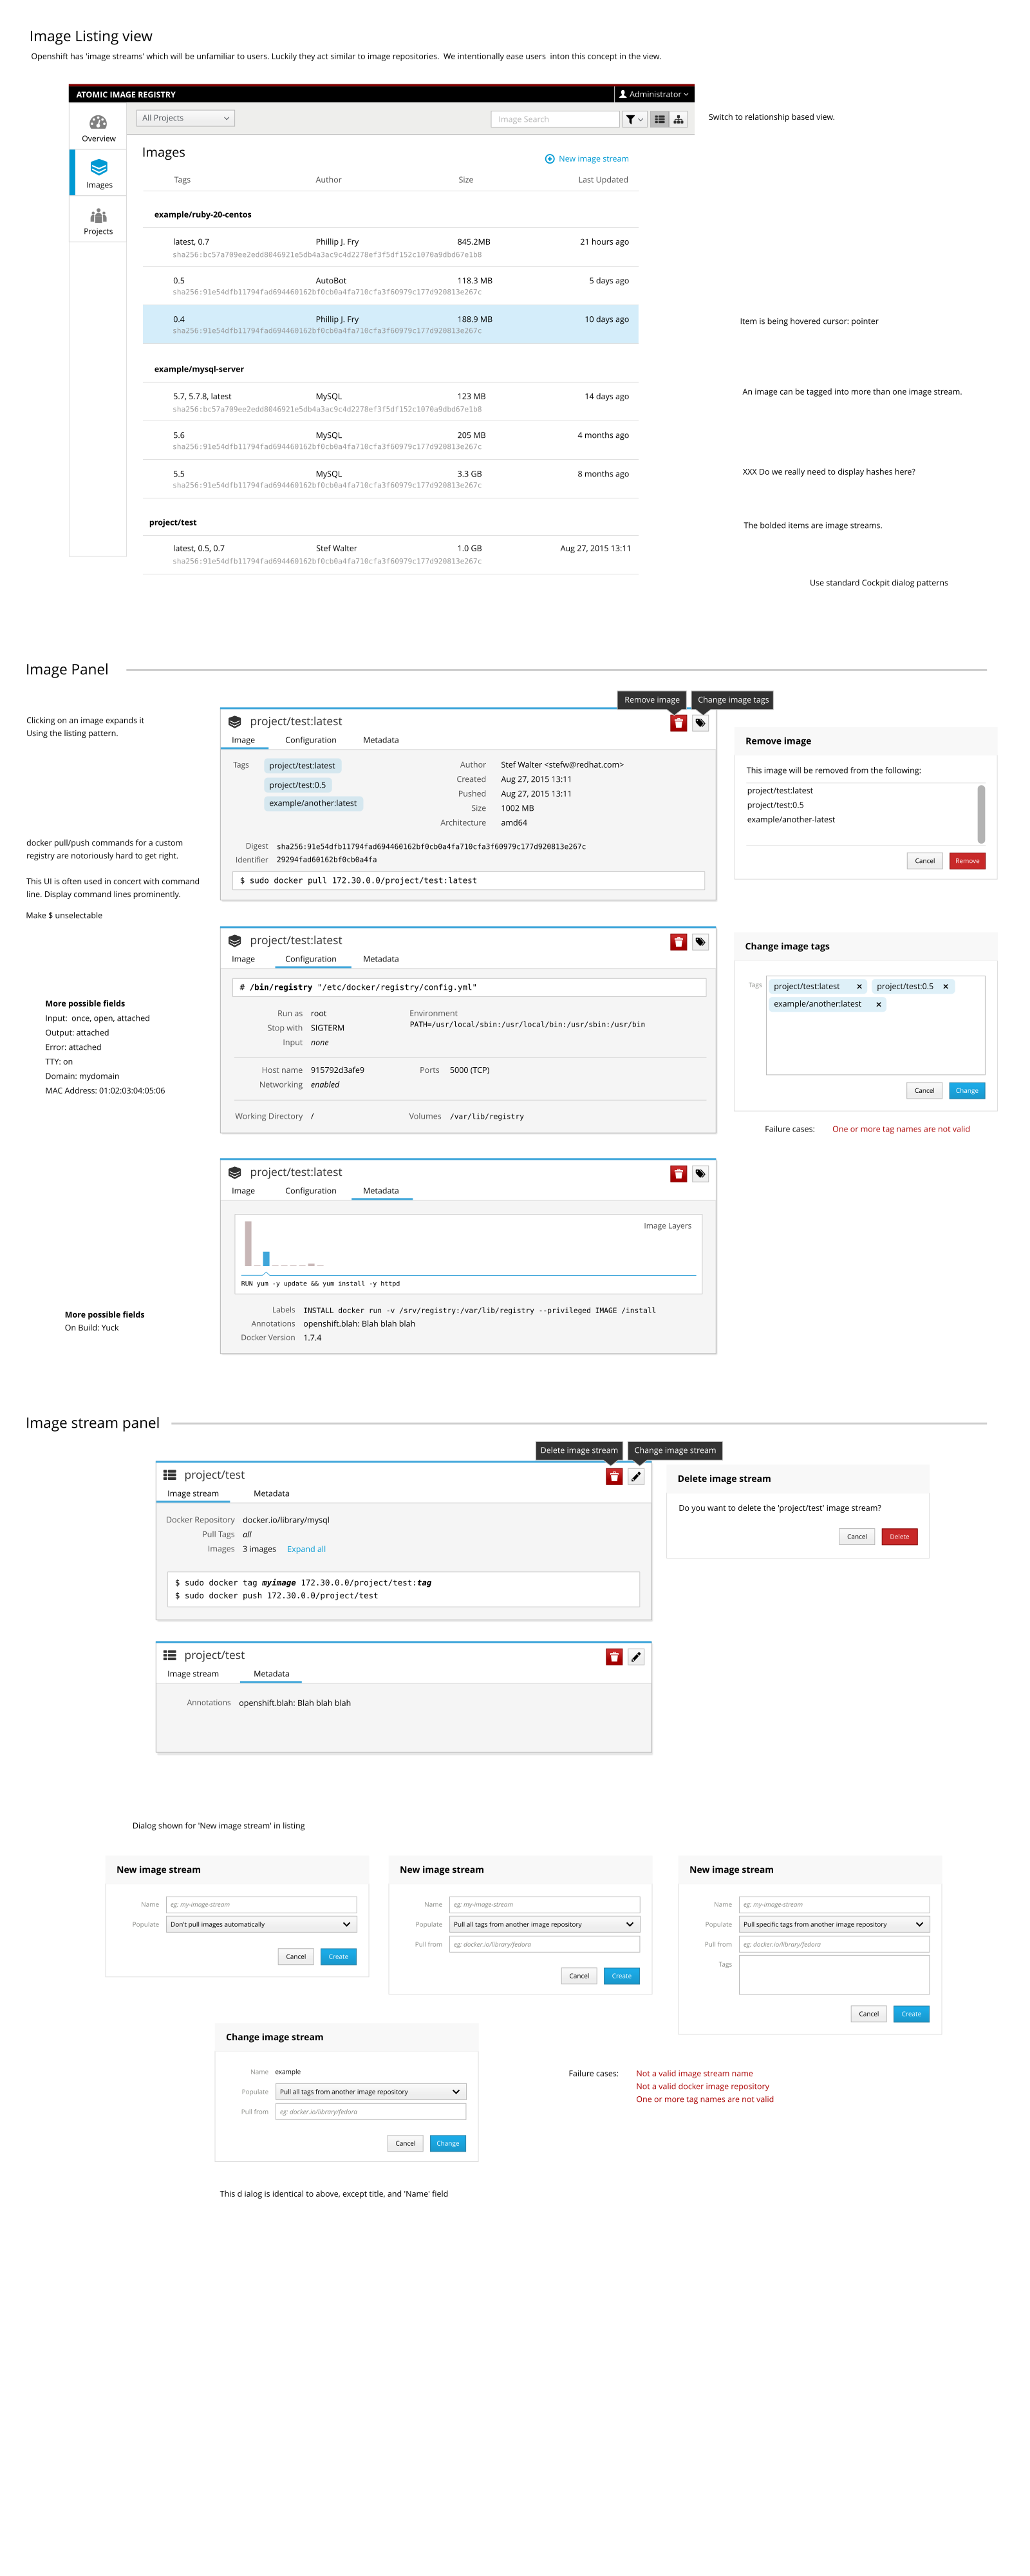 Image Listing view
Openshift has 'image streams' which will be unfamiliar to users. Luckily they act similar to image repositories.  We intentionally ease users  inton this concept in the view.
ATOMIC IMAGE REGISTRY
Administrator
All Projects
Image Search
Switch to relationship based view.
Overview
Images
Projects
Images
New image stream
Tags Author Size Last Updated
example/ruby-20-centos
latest, 0.7 Phillip J. Fry 845.2MB 21 hours ago
sha256:bc57a709ee2edd8046921e5db4a3ac9c4d2278ef3f5df152c1070a9dbd67e1b8
0.5 AutoBot 118.3 MB 5 days ago
sha256:91e54dfb11794fad694460162bf0cb0a4fa710cfa3f60979c177d920813e267c
0.4 Phillip J. Fry 188.9 MB 10 days ago
sha256:91e54dfb11794fad694460162bf0cb0a4fa710cfa3f60979c177d920813e267c
Item is being hovered cursor: pointer
example/mysql-server
5.7, 5.7.8, latest MySQL 123 MB 14 days ago
sha256:bc57a709ee2edd8046921e5db4a3ac9c4d2278ef3f5df152c1070a9dbd67e1b8
An image can be tagged into more than one image stream.
5.6 MySQL 205 MB 4 months ago
sha256:91e54dfb11794fad694460162bf0cb0a4fa710cfa3f60979c177d920813e267c
5.5 MySQL 3.3 GB 8 months ago
sha256:91e54dfb11794fad694460162bf0cb0a4fa710cfa3f60979c177d920813e267c
XXX Do we really need to display hashes here?
project/test
The bolded items are image streams.
latest, 0.5, 0.7 Stef Walter 1.0 GB Aug 27, 2015 13:11
sha256:91e54dfb11794fad694460162bf0cb0a4fa710cfa3f60979c177d920813e267c
Use standard Cockpit dialog patterns
Image Panel
Clicking on an image expands it
Using the listing pattern.
docker pull/push commands for a custom
registry are notoriously hard to get right.
This UI is often used in concert with command
line. Display command lines prominently.
Make $ unselectable
Remove image
Change image tags
project/test:latest
Image Configuration Metadata
Tags
project/test:latest
project/test:0.5
example/another:latest
Author Stef Walter <stefw@redhat.com>
Created Aug 27, 2015 13:11
Pushed Aug 27, 2015 13:11
Size 1002 MB
Architecture amd64
Digest sha256:91e54dfb11794fad694460162bf0cb0a4fa710cfa3f60979c177d920813e267c
Identifier 29294fad60162bf0cb0a4fa
$ sudo docker pull 172.30.0.0/project/test:latest
Remove image
This image will be removed from the following:
project/test:latest
project/test:0.5
example/another-latest
Cancel Remove
project/test:latest
Image Configuration Metadata
# /bin/registry "/etc/docker/registry/config.yml"
Run as root
Stop with SIGTERM
Input none
Environment
PATH=/usr/local/sbin:/usr/local/bin:/usr/sbin:/usr/bin
Host name 915792d3afe9
Networking enabled
Ports 5000 (TCP)
Working Directory /
Volumes /var/lib/registry
Change image tags
Tags
project/test:latest × project/test:0.5 ×
example/another:latest ×
Cancel Change
Failure cases: One or more tag names are not valid
More possible fields
Input:  once, open, attached
Output: attached
Error: attached
TTY: on
Domain: mydomain
MAC Address: 01:02:03:04:05:06
project/test:latest
Image Configuration Metadata
Image Layers
RUN yum -y update && yum install -y httpd
Labels INSTALL docker run -v /srv/registry:/var/lib/registry --privileged IMAGE /install
Annotations openshift.blah: Blah blah blah
Docker Version 1.7.4
More possible fields
On Build: Yuck
Image stream panel
Delete image stream
Change image stream
project/test
Image stream Metadata
Docker Repository docker.io/library/mysql
Pull Tags all
Images 3 images Expand all
$ sudo docker tag myimage 172.30.0.0/project/test:tag
$ sudo docker push 172.30.0.0/project/test
Delete image stream
Do you want to delete the 'project/test' image stream?
Cancel Delete
project/test
Image stream Metadata
Annotations openshift.blah: Blah blah blah
Dialog shown for 'New image stream' in listing
New image stream
Name eg: my-image-stream
Populate Don't pull images automatically
Cancel Create
New image stream
Name eg: my-image-stream
Populate Pull all tags from another image repository
Pull from eg: docker.io/library/fedora
Cancel Create
New image stream
Name eg: my-image-stream
Populate Pull specific tags from another image repository
Pull from eg: docker.io/library/fedora
Tags
Cancel Create
Change image stream
Name example
Populate Pull all tags from another image repository
Pull from eg: docker.io/library/fedora
Cancel Change
Failure cases: Not a valid image stream name
Not a valid docker image repository
One or more tag names are not valid
This d ialog is identical to above, except title, and 'Name' field